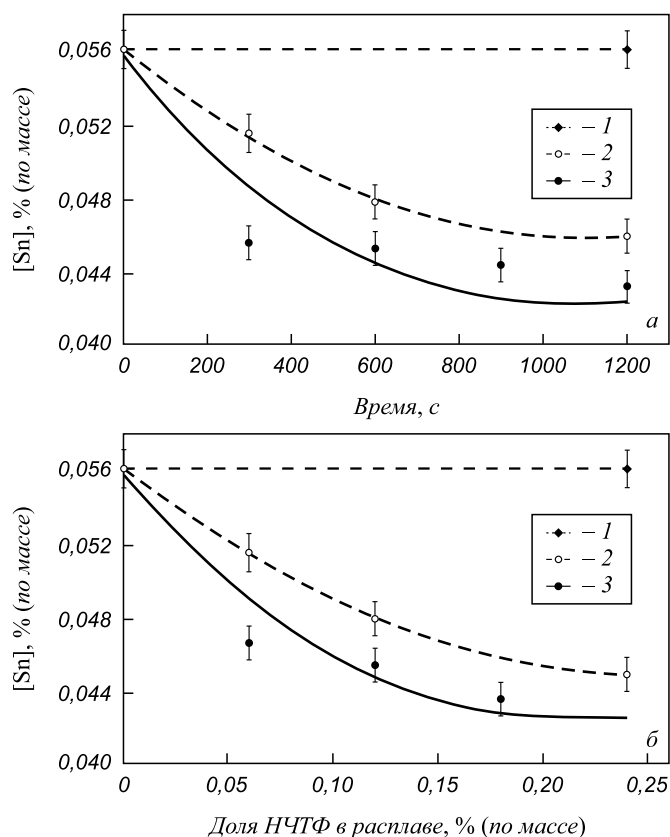 [Sn], % (по массе)
0,056
0,052
0,048
0,044
0,040
– 1
– 2
– 3
а
0 200 400 600 800 1000 1200
Время, с
[Sn], % (по массе)
0,056
0,052
0,048
0,044
0,040
– 1
– 2
– 3
б
0 0,05 0,10 0,15 0,20 0,25
Доля НЧТФ в расплаве, % (по массе)